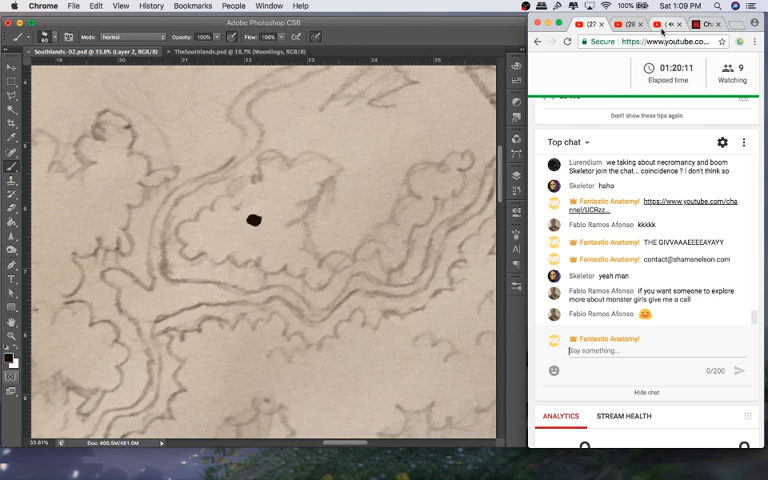 Chrome File Edit View History Bookmarks People Window Help
100% Sat 1:09 PM
Adobe Photoshop CS6
Mode: Normal Opacity: 100% Flow: 100%
Southlands-02.psd @ 33.8% (Layer 2, RGB/8) × TheSouthlands.psd @ 18.7% (Moonlings, RGB/8)
33.81% Doc: 400.5M/481.0M
(27 × (28 × ( × Ch ×
Secure https://www.youtube.co...
01:20:11
Elapsed time
9
Watching
Don't show these tips again
Top chat
Lurendium we taking about necromancy and boom
Skeletor join the chat... coincidence ? I don't think so
Skeletor haha
Fantastic Anatomy! https://www.youtube.com/cha
nnel/UCRzz...
Fabio Ramos Afonso kkkkk
Fantastic Anatomy! THE GIVVAAAEEEEAYAYY
Fantastic Anatomy! contact@shamsnelson.com
Skeletor yeah man
Fabio Ramos Afonso if you want someone to explore
more about monster girls give me a call
Fabio Ramos Afonso
Fantastic Anatomy!
Say something...
0/200
Hide chat
ANALYTICS STREAM HEALTH